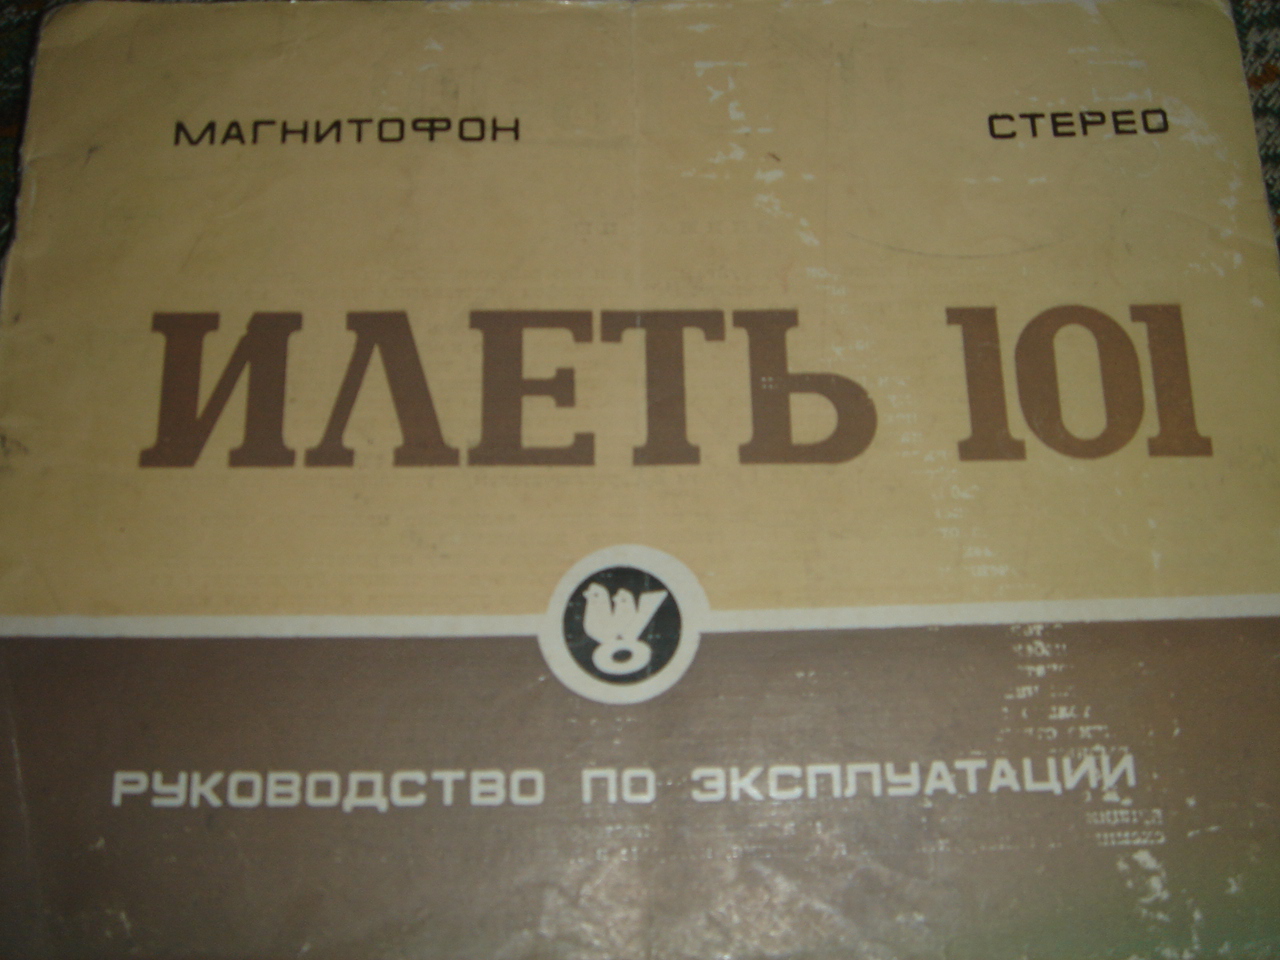 МАГНИТОФОН СТЕРЕО
ИЛЕТЬ 101
РУКОВОДСТВО ПО ЭКСПЛУАТАЦИИ